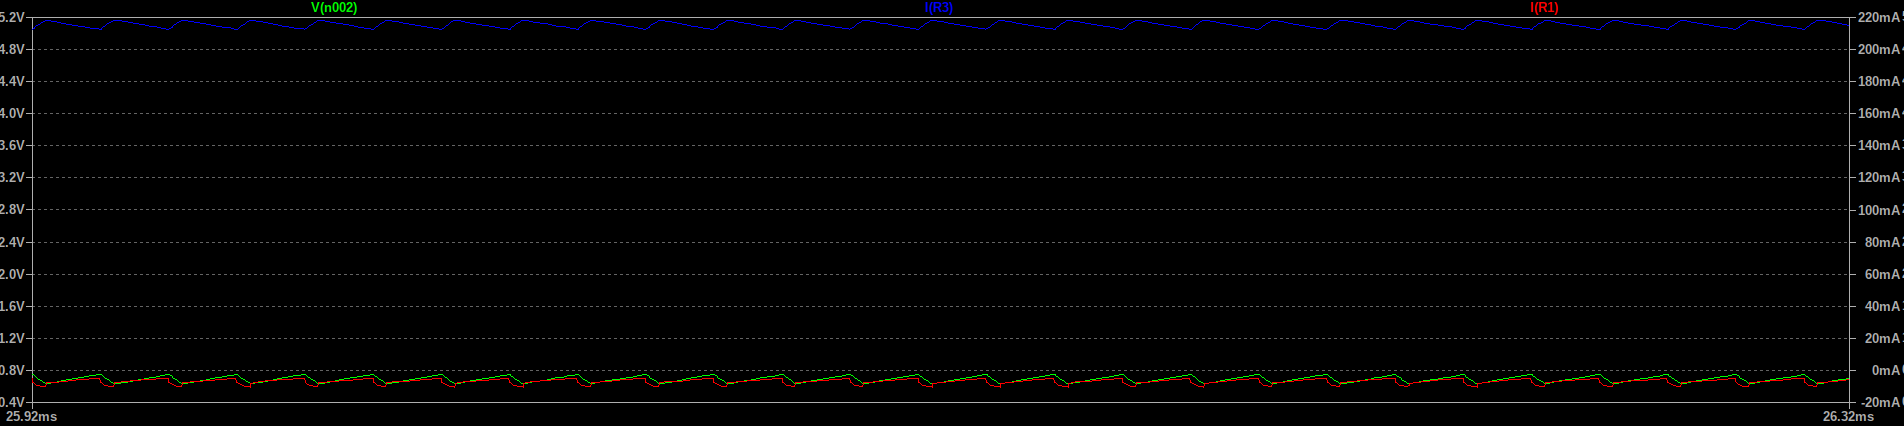 V(n002) I(R3) I(R1)
5.2V 220mA
4.8V 200mA
4.4V 180mA
4.0V 160mA
3.6V 140mA
3.2V 120mA
2.8V 100mA
2.4V 80mA
2.0V 60mA
1.6V 40mA
1.2V 20mA
0.8V 0mA
0.4V -20mA
25.92ms 26.32ms